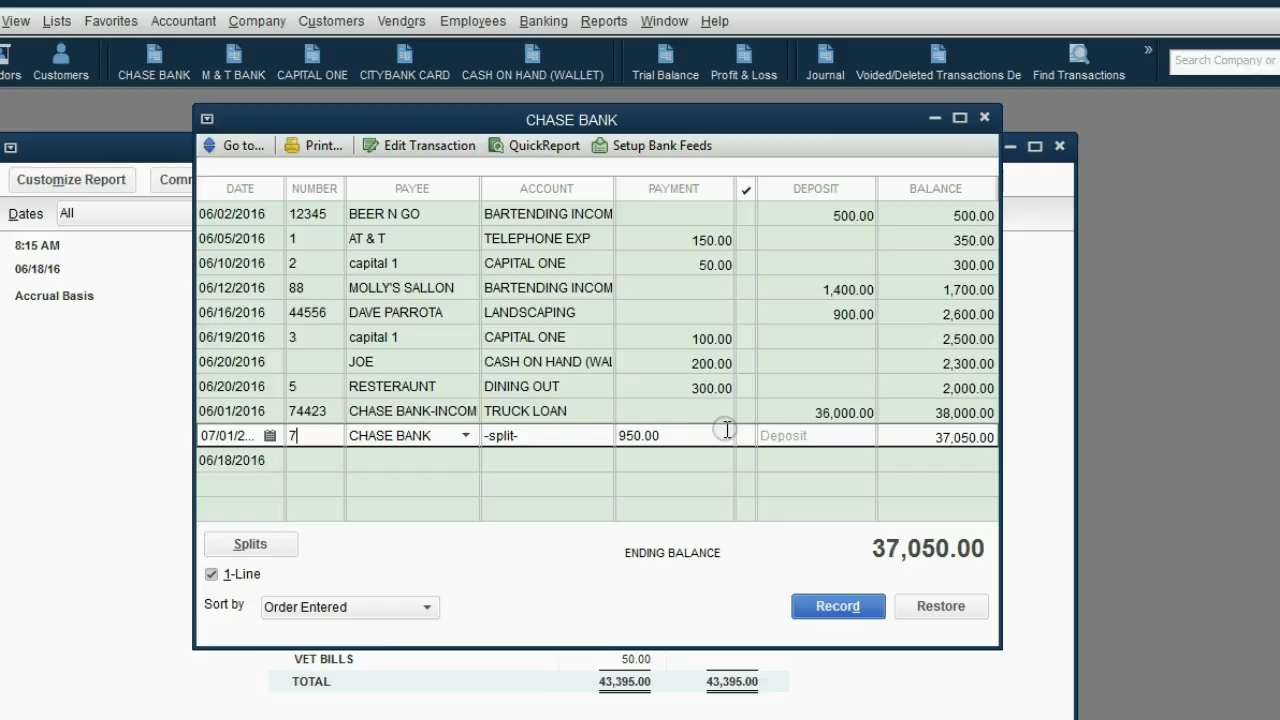 View Lists Favorites Accountant Company Customers Vendors Employees Banking Reports Window Help
dors Customers CHASE BANK M & T BANK CAPITAL ONE CITYBANK CARD CASH ON HAND (WALLET) Trial Balance Profit & Loss Journal Voided/Deleted Transactions De Find Transactions » Search Company or
CHASE BANK
Go to... Print... Edit Transaction QuickReport Setup Bank Feeds
Customize Report Comm
DATE NUMBER PAYEE ACCOUNT PAYMENT ✓ DEPOSIT BALANCE
Dates All
06/02/2016 12345 BEER N GO BARTENDING INCOM 500.00 500.00
8:15 AM
06/05/2016 1 AT & T TELEPHONE EXP 150.00 350.00
06/18/16
06/10/2016 2 capital 1 CAPITAL ONE 50.00 300.00
Accrual Basis
06/12/2016 88 MOLLY'S SALLON BARTENDING INCOM 1,400.00 1,700.00
06/16/2016 44556 DAVE PARROTA LANDSCAPING 900.00 2,600.00
06/19/2016 3 capital 1 CAPITAL ONE 100.00 2,500.00
06/20/2016 JOE CASH ON HAND (WAL 200.00 2,300.00
06/20/2016 5 RESTERAUNT DINING OUT 300.00 2,000.00
06/01/2016 74423 CHASE BANK-INCOM TRUCK LOAN 36,000.00 38,000.00
07/01/2... 7 CHASE BANK -split- 950.00 Deposit 37,050.00
06/18/2016
Splits
ENDING BALANCE 37,050.00
1-Line
Sort by Order Entered Record Restore
VET BILLS 50.00
TOTAL 43,395.00 43,395.00